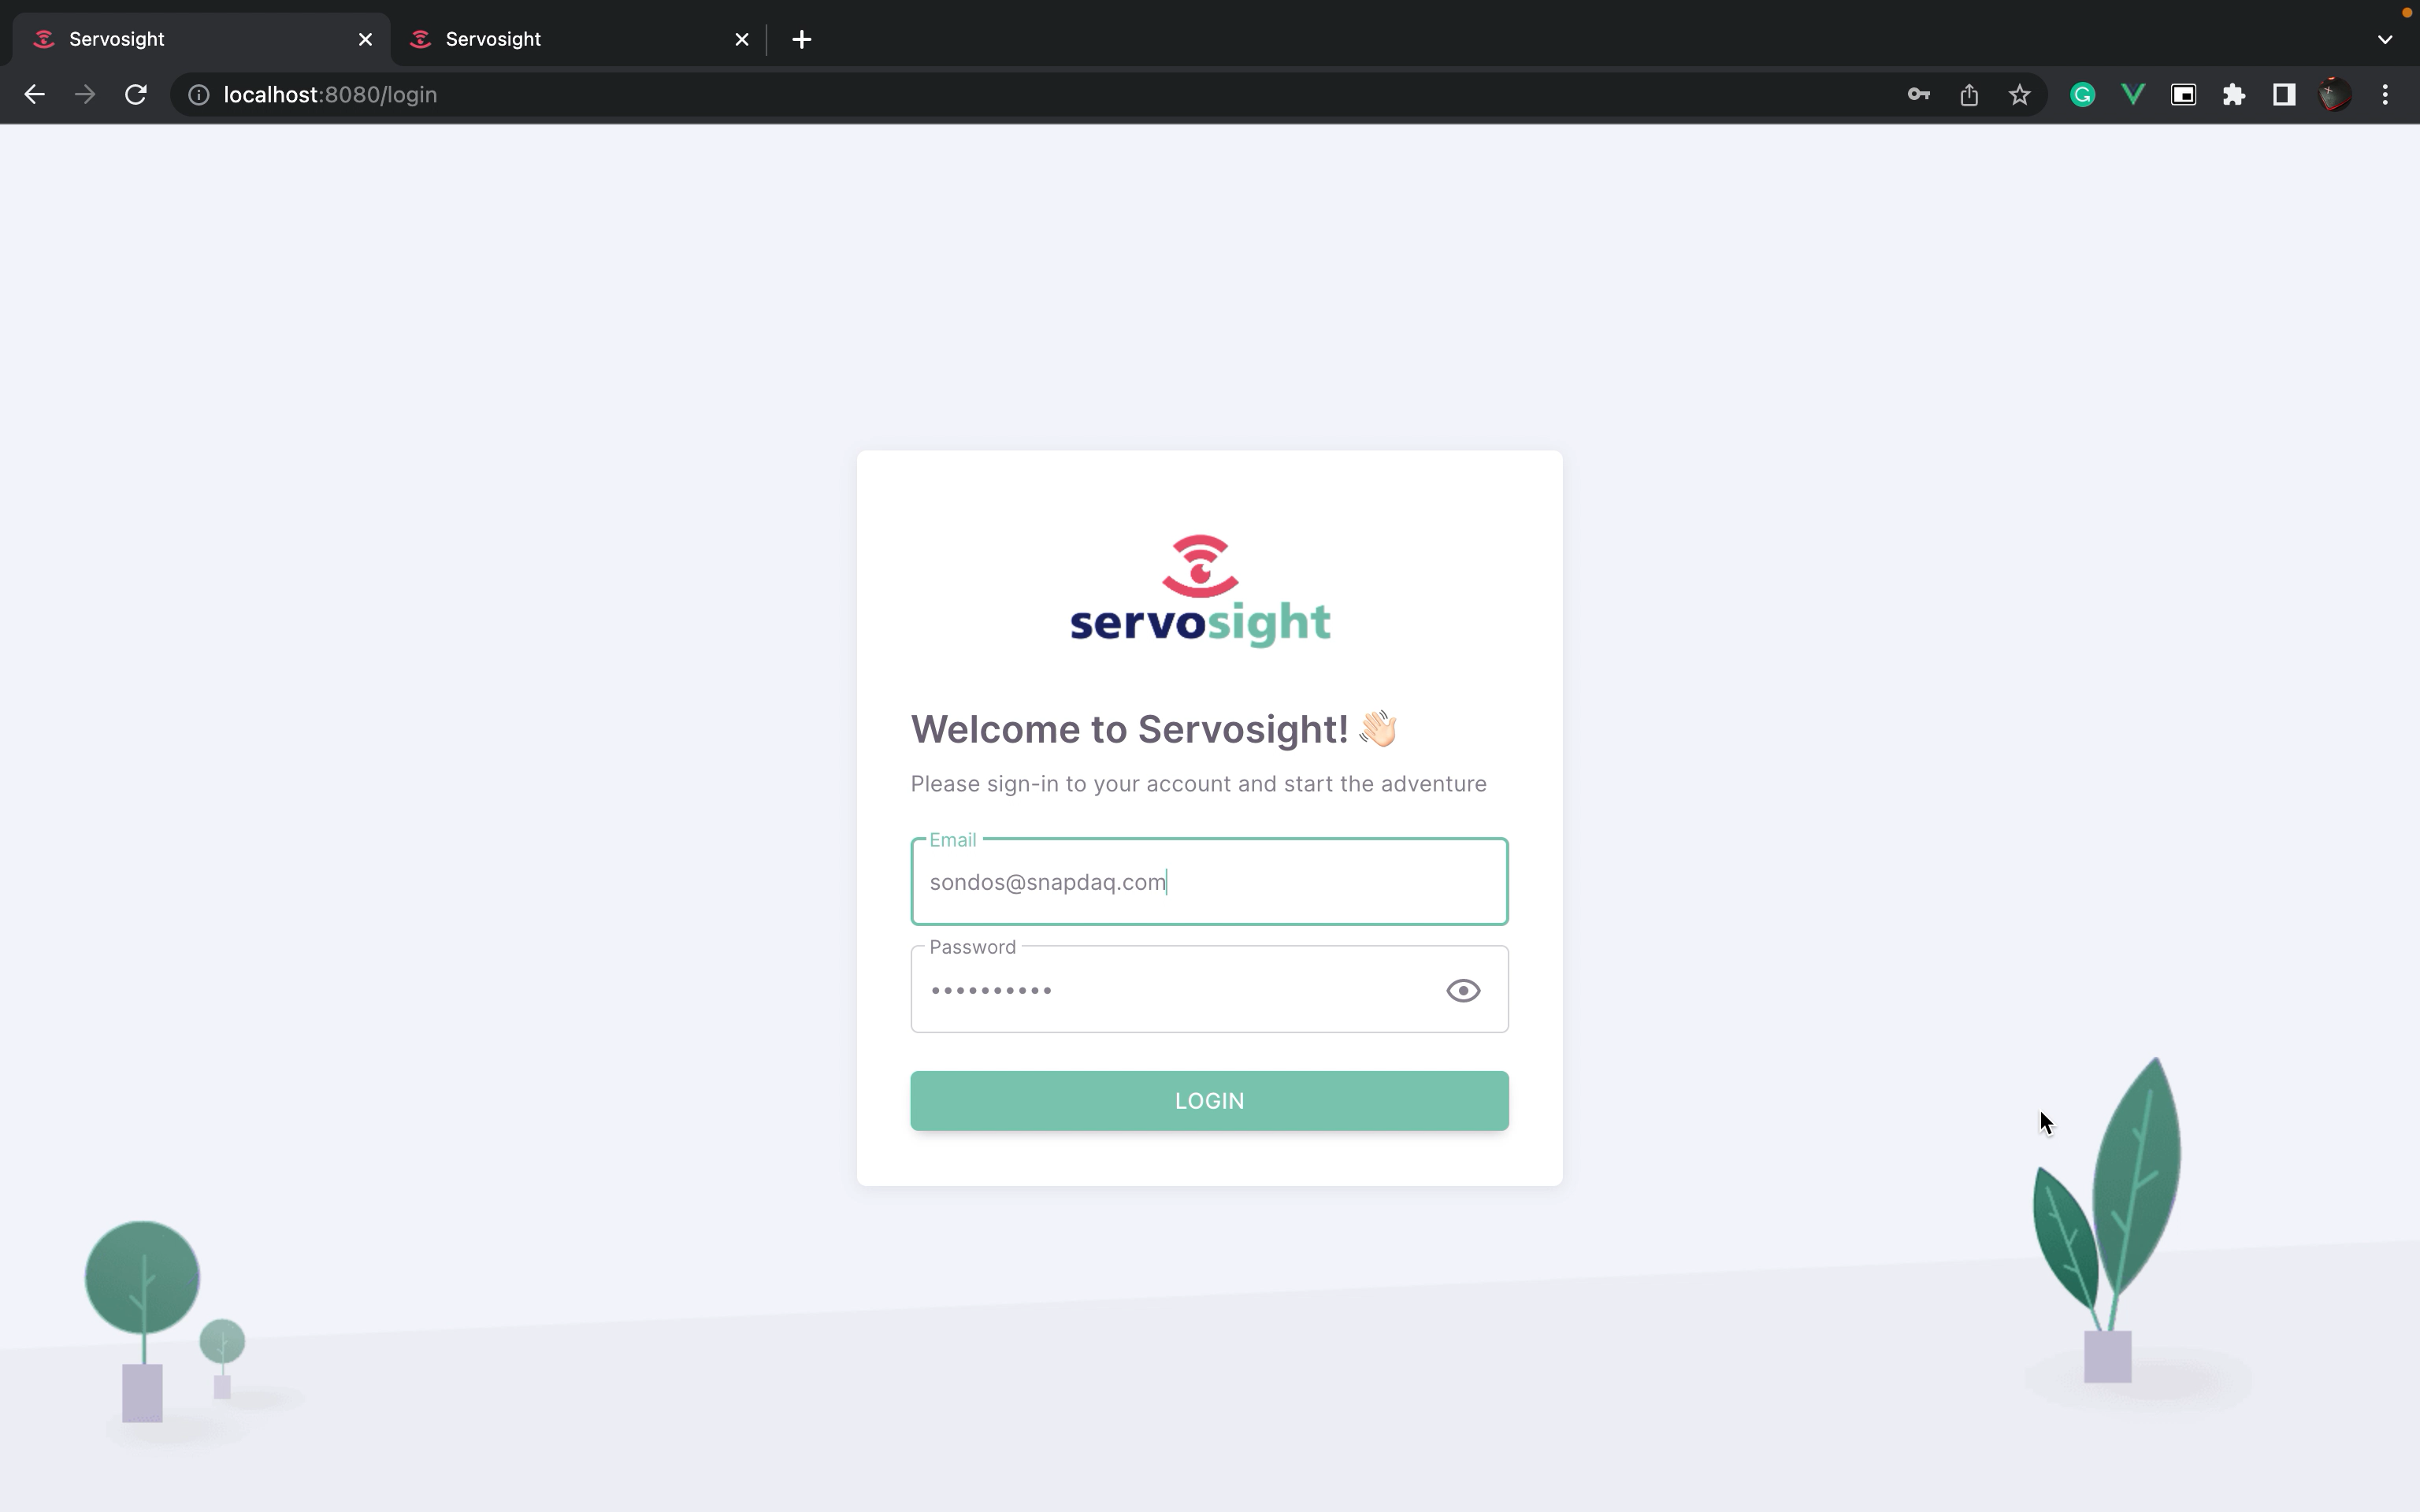 Servosight
Servosight
localhost:8080/login
servosight
Welcome to Servosight! 👋🏻
Please sign-in to your account and start the adventure
Email
sondos@snapdaq.com
Password
••••••••••
LOGIN